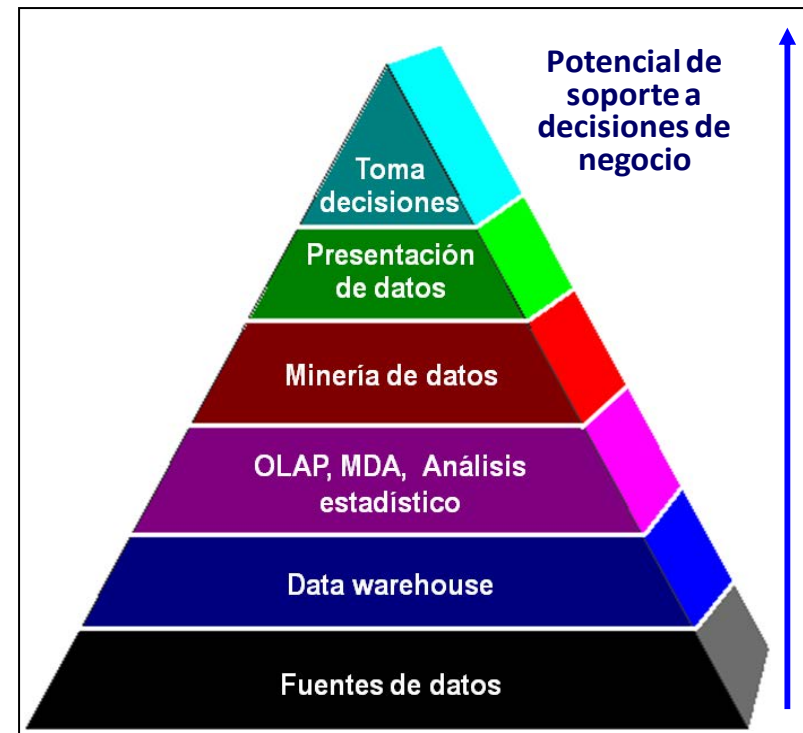 Potencial de
soporte a
decisiones de
negocio
Toma
decisiones
Presentación
de datos
Minería de datos
OLAP, MDA, Análisis
estadístico
Data warehouse
Fuentes de datos